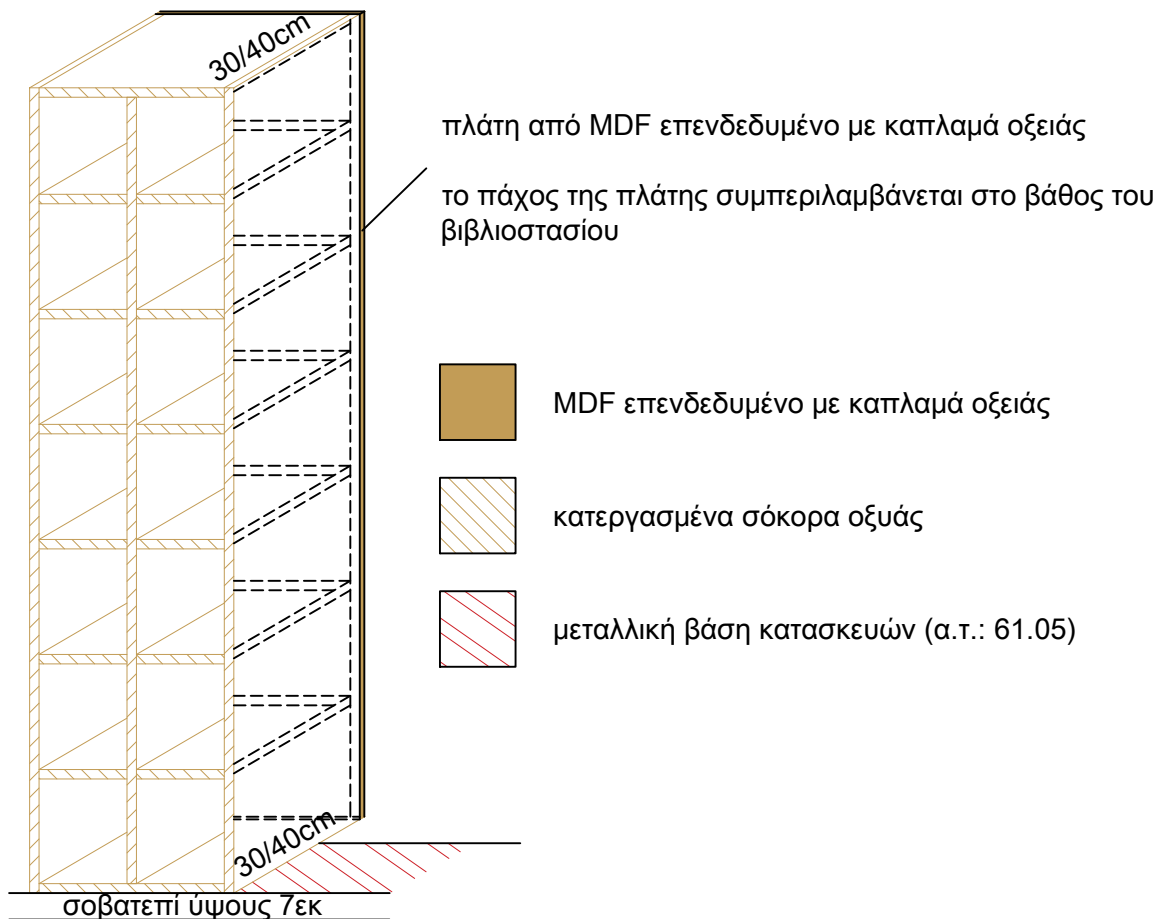 30/40cm
πλάτη από MDF επενδεδυμένο με καπλαμά οξειάς
το πάχος της πλάτης συμπεριλαμβάνεται στο βάθος του
βιβλιοστασίου
MDF επενδεδυμένο με καπλαμά οξειάς
κατεργασμένα σόκορα οξυάς
μεταλλική βάση κατασκευών (α.τ.: 61.05)
30/40cm
σοβατεπί ύψους 7εκ